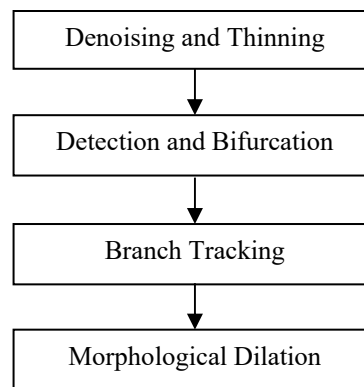 Denoising and Thinning
Detection and Bifurcation
Branch Tracking
Morphological Dilation